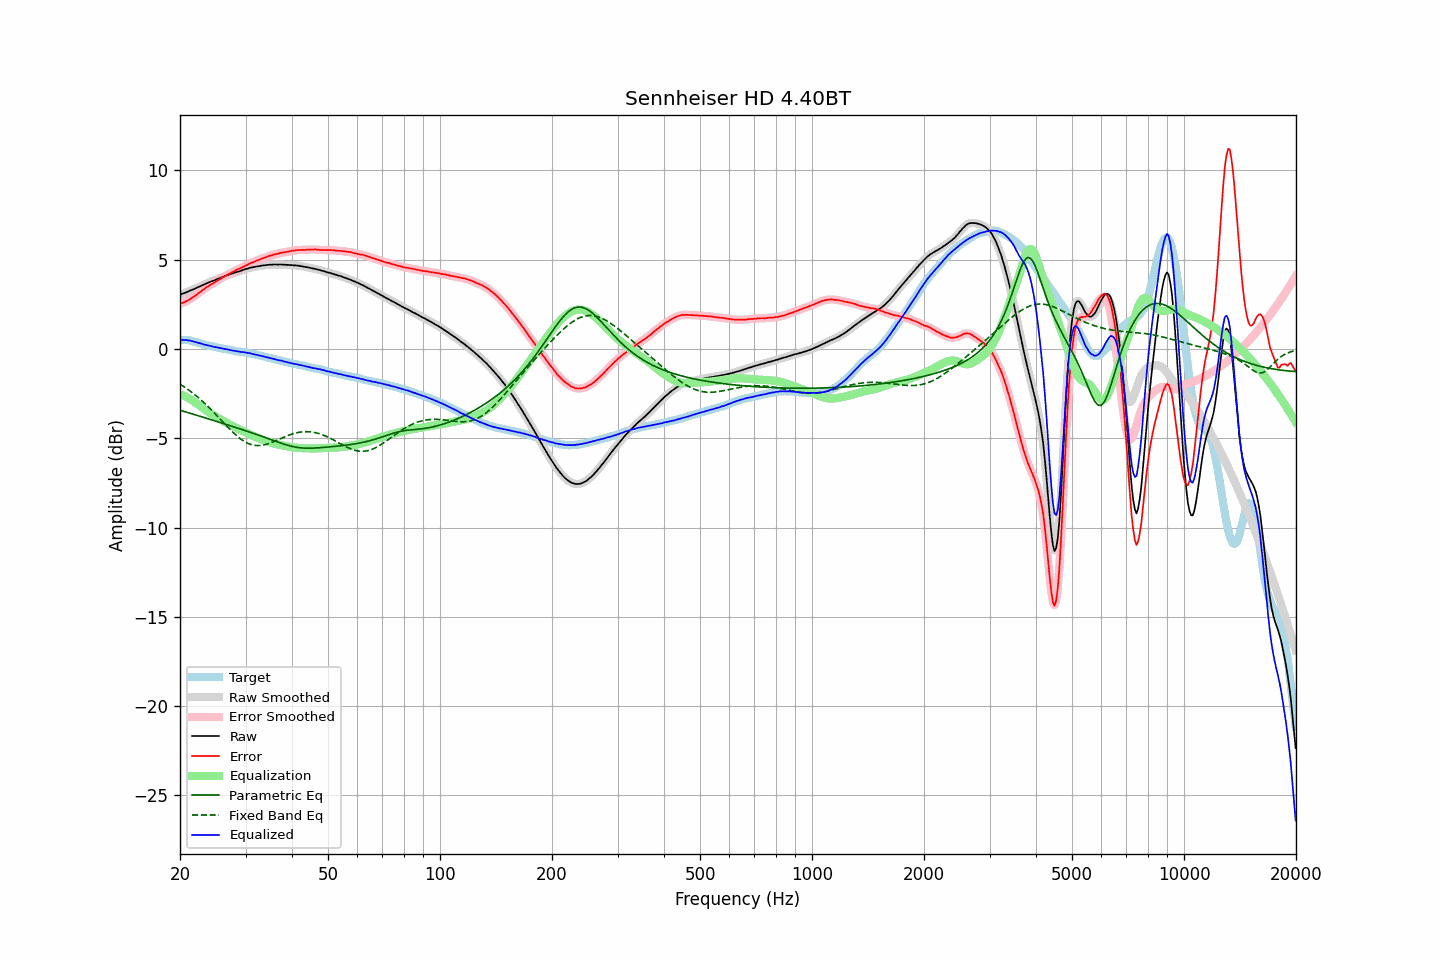 Sennheiser HD 4.40BT
10
5
0
−5
−10
−15
−20
−25
Amplitude (dBr)
Target
Raw Smoothed
Error Smoothed
Raw
Error
Equalization
Parametric Eq
Fixed Band Eq
Equalized
20 50 100 200 500 1000 2000 5000 10000 20000
Frequency (Hz)